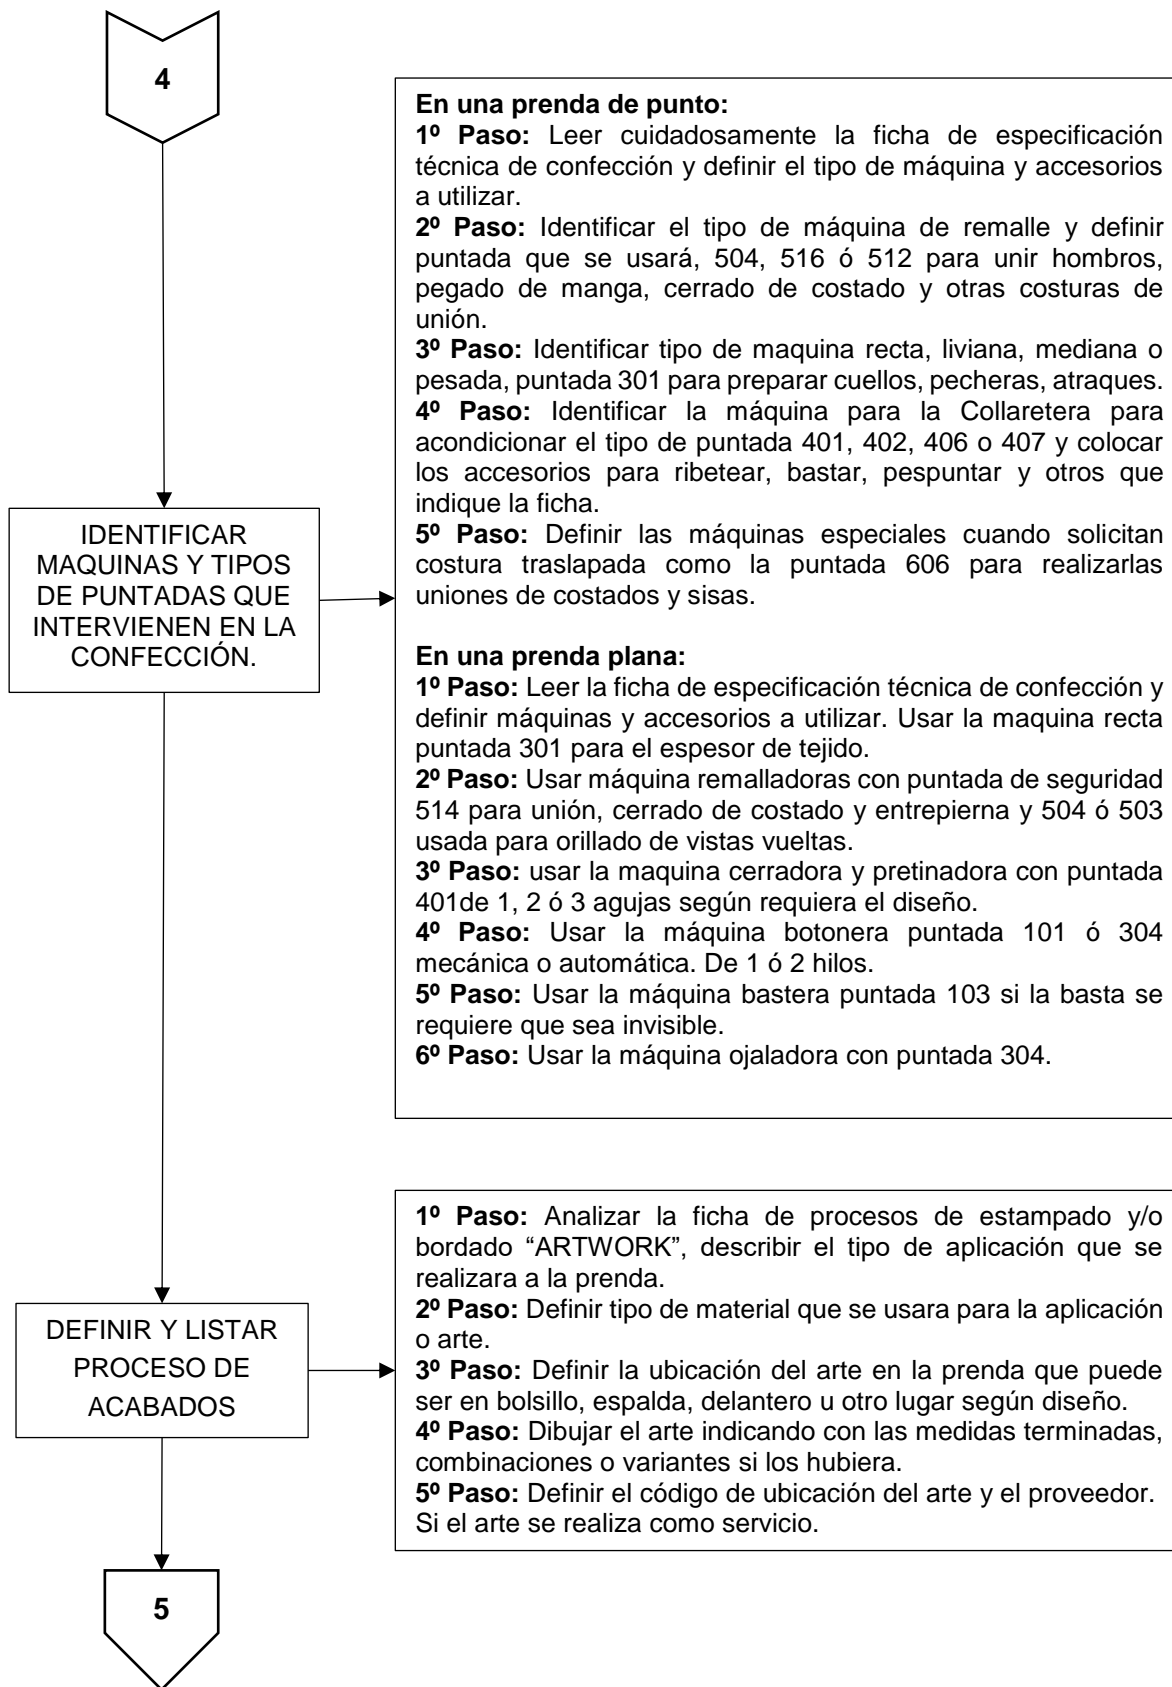 4
En una prenda de punto:
1º Paso: Leer cuidadosamente la ficha de especificación
técnica de confección y definir el tipo de máquina y accesorios
a utilizar.
2º Paso: Identificar el tipo de máquina de remalle y definir
puntada que se usará, 504, 516 ó 512 para unir hombros,
pegado de manga, cerrado de costado y otras costuras de
unión.
3º Paso: Identificar tipo de maquina recta, liviana, mediana o
pesada, puntada 301 para preparar cuellos, pecheras, atraques.
4º Paso: Identificar la máquina para la Collaretera para
acondicionar el tipo de puntada 401, 402, 406 o 407 y colocar
los accesorios para ribetear, bastar, pespuntar y otros que
indique la ficha.
5º Paso: Definir las máquinas especiales cuando solicitan
costura traslapada como la puntada 606 para realizarlas
uniones de costados y sisas.
IDENTIFICAR
MAQUINAS Y TIPOS
DE PUNTADAS QUE
INTERVIENEN EN LA
CONFECCIÓN.
En una prenda plana:
1º Paso: Leer la ficha de especificación técnica de confección y
definir máquinas y accesorios a utilizar. Usar la maquina recta
puntada 301 para el espesor de tejido.
2º Paso: Usar máquina remalladoras con puntada de seguridad
514 para unión, cerrado de costado y entrepierna y 504 ó 503
usada para orillado de vistas vueltas.
3º Paso: usar la maquina cerradora y pretinadora con puntada
401de 1, 2 ó 3 agujas según requiera el diseño.
4º Paso: Usar la máquina botonera puntada 101 ó 304
mecánica o automática. De 1 ó 2 hilos.
5º Paso: Usar la máquina bastera puntada 103 si la basta se
requiere que sea invisible.
6º Paso: Usar la máquina ojaladora con puntada 304.
1º Paso: Analizar la ficha de procesos de estampado y/o
bordado “ARTWORK”, describir el tipo de aplicación que se
realizara a la prenda.
2º Paso: Definir tipo de material que se usara para la aplicación
o arte.
3º Paso: Definir la ubicación del arte en la prenda que puede
ser en bolsillo, espalda, delantero u otro lugar según diseño.
4º Paso: Dibujar el arte indicando con las medidas terminadas,
combinaciones o variantes si los hubiera.
5º Paso: Definir el código de ubicación del arte y el proveedor.
Si el arte se realiza como servicio.
DEFINIR Y LISTAR
PROCESO DE
ACABADOS
5